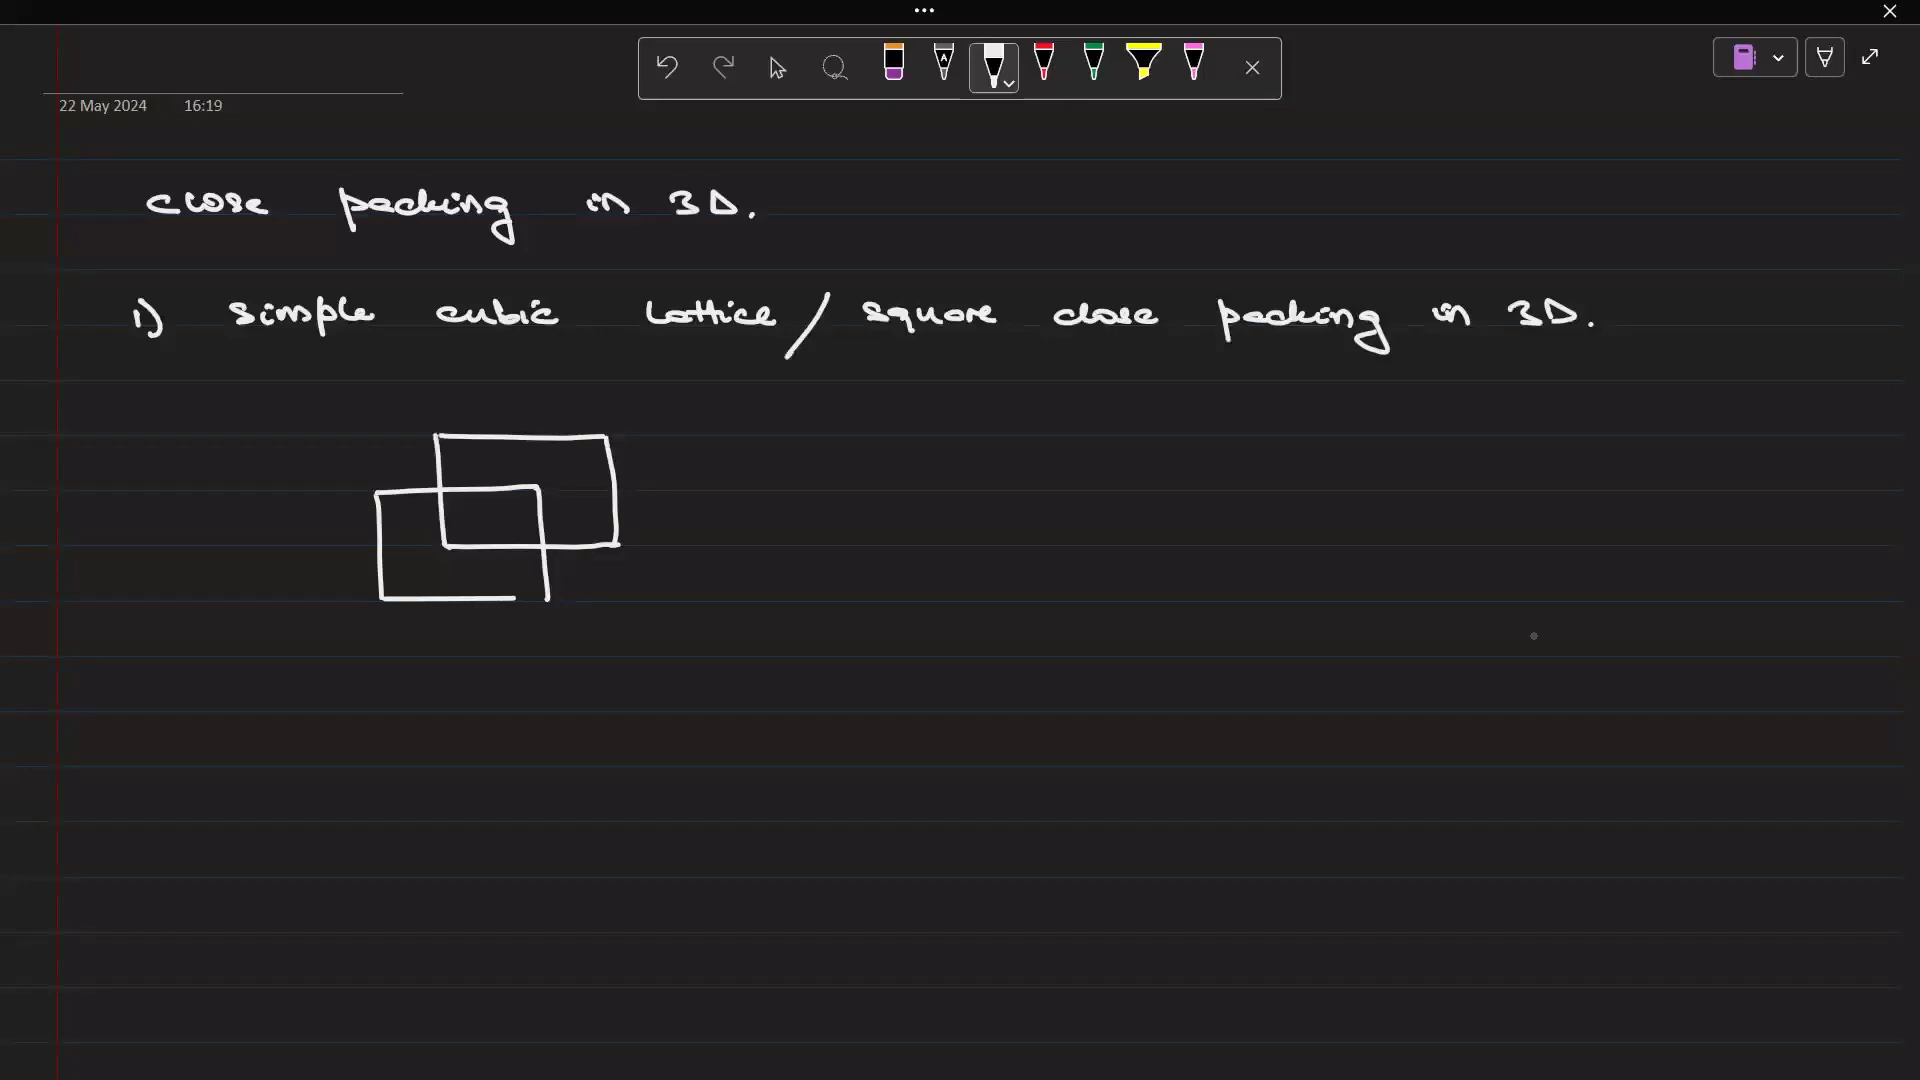 22 May 2024 16:19
close packing in 3D.
1) simple cubic lattice / square close packing in 3D.